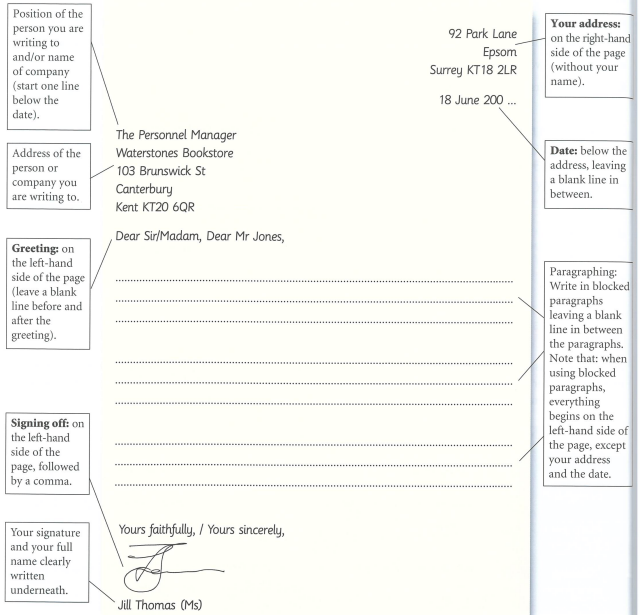 Position of the
person you are
writing to
and/or name
of company
(start one line
below the
date).
92 Park Lane
Epsom
Surrey KT18 2LR
18 June 200 ...
Your address:
on the right-hand
side of the page
(without your
name).
The Personnel Manager
Waterstones Bookstore
103 Brunswick St
Canterbury
Kent KT20 6QR
Address of the
person or
company you
are writing to.
Date: below the
address, leaving
a blank line in
between.
Dear Sir/Madam, Dear Mr Jones,
Greeting: on
the left-hand
side of the page
(leave a blank
line before and
after the
greeting).
Paragraphing:
Write in blocked
paragraphs
leaving a blank
line in between
the paragraphs.
Note that: when
using blocked
paragraphs,
everything
begins on the
left-hand side of
the page, except
your address
and the date.
Signing off: on
the left-hand
side of the
page, followed
by a comma.
Yours faithfully, / Yours sincerely,
Your signature
and your full
name clearly
written
underneath.
Jill Thomas (Ms)